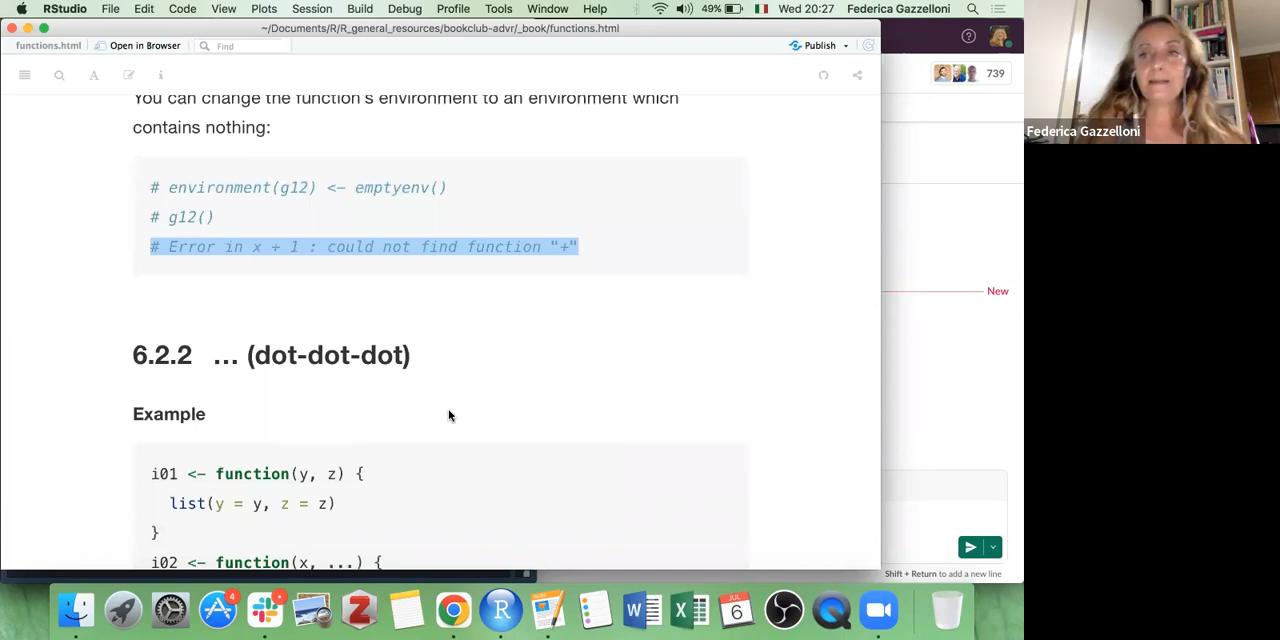 RStudio File Edit Code View Plots Session Build Debug Profile Tools Window Help 49% Wed 20:27 Federica Gazzelloni
~/Documents/R/R_general_resources/bookclub-advr/_book/functions.html
functions.html Open in Browser Find Publish
739
Federica Gazzelloni
You can change the function's environment to an environment which
contains nothing:
# environment(g12) <- emptyenv()
# g12()
# Error in x + 1 : could not find function "+"
New
6.2.2 ... (dot-dot-dot)
Example
i01 <- function(y, z) {
list(y = y, z = z)
}
i02 <- function(x, ...) {
Shift + Return to add a new line
4
JUL
6